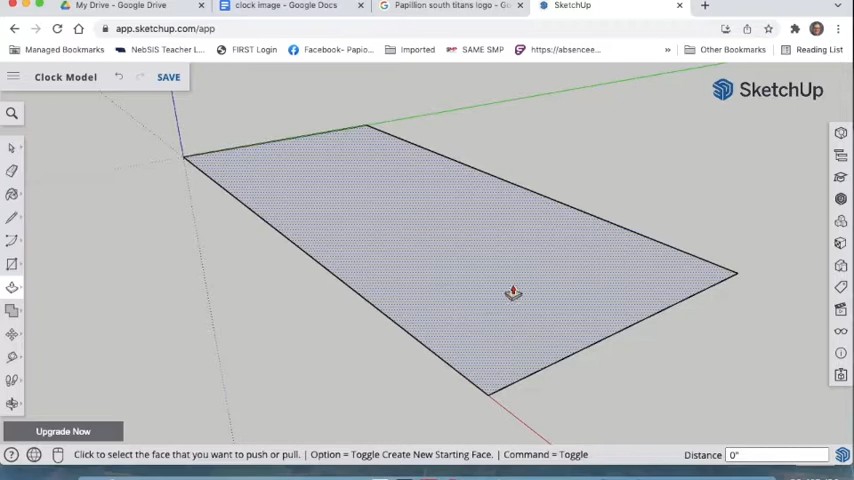 My Drive - Google Drive
clock image - Google Docs
Papillion south titans logo - Go
SketchUp
app.sketchup.com/app
Managed Bookmarks
NebSIS Teacher L...
FIRST Login
Facebook- Papio...
Imported
SAME SMP
https://absencee...
»
Other Bookmarks
Reading List
Clock Model
SAVE
SketchUp
Upgrade Now
Click to select the face that you want to push or pull. | Option = Toggle Create New Starting Face. | Command = Toggle
Distance
0"